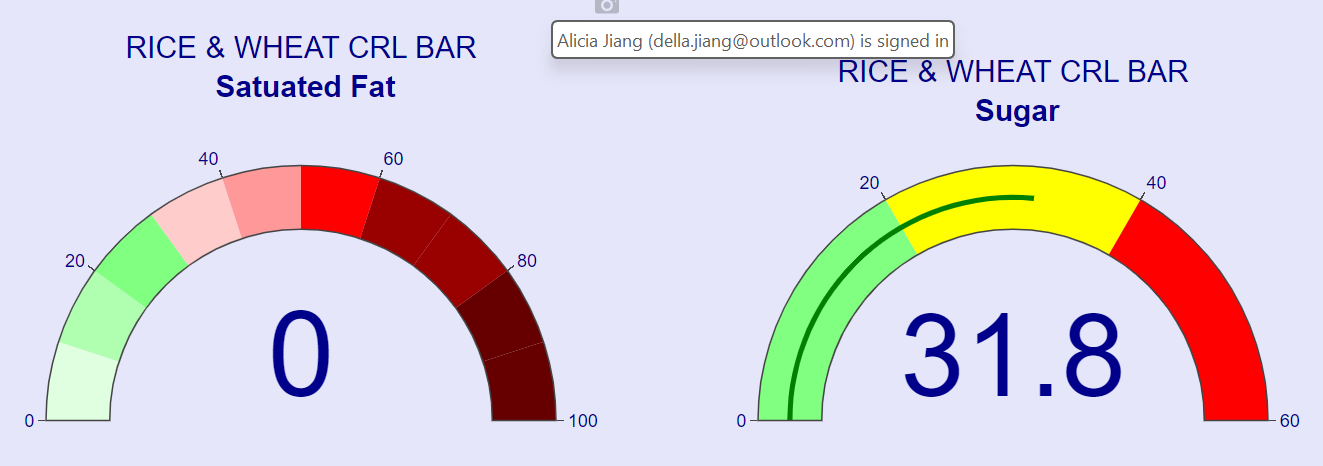 Alicia Jiang (della.jiang@outlook.com) is signed in
RICE & WHEAT CRL BAR
Satuated Fat
0
20
40
60
80
100
0
RICE & WHEAT CRL BAR
Sugar
0
20
40
60
31.8